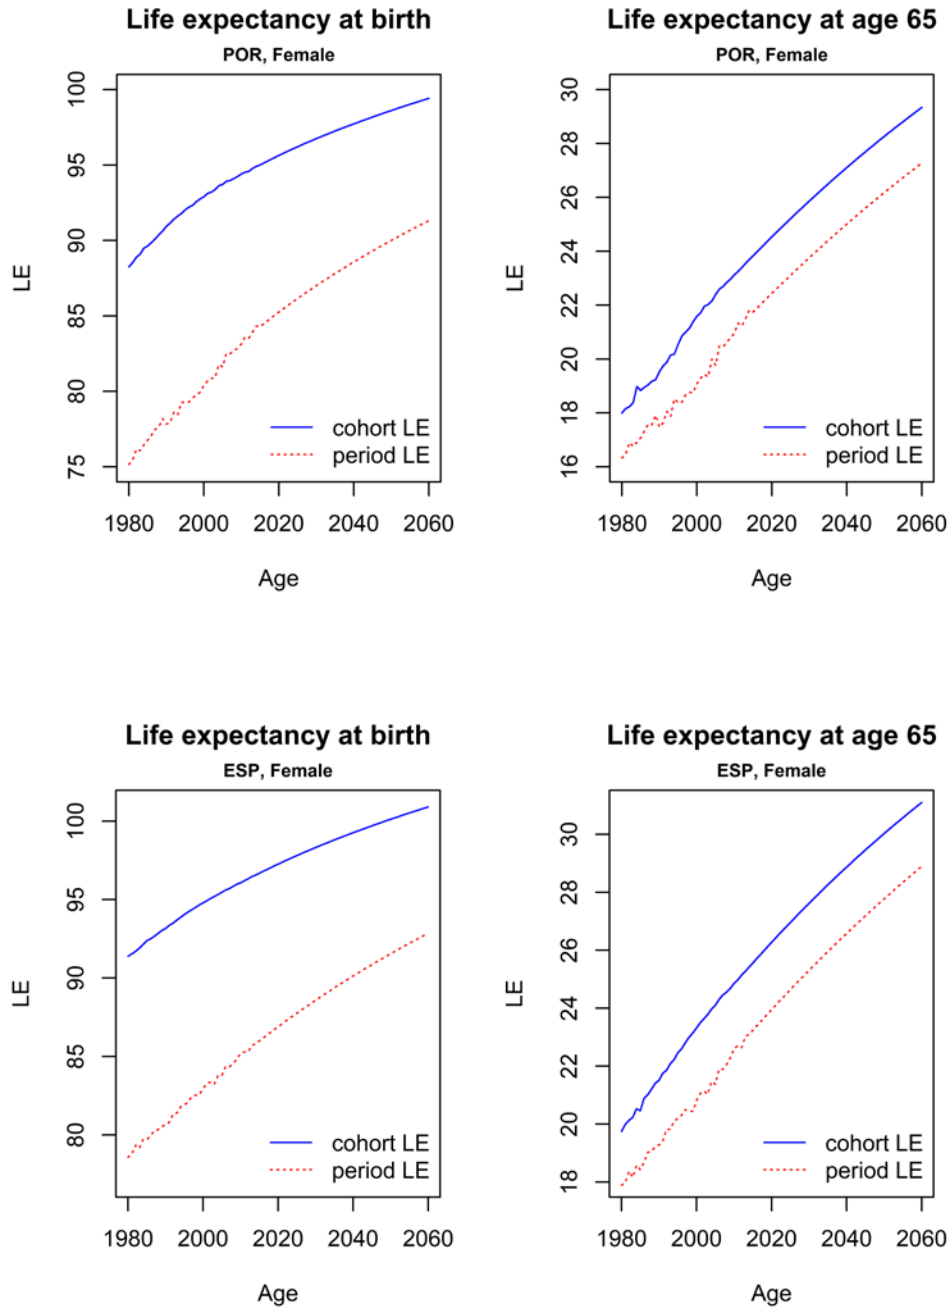 Life expectancy at birth
POR, Female
LE
100
95
90
85
80
75
cohort LE
period LE
1980 2000 2020 2040 2060
Age
Life expectancy at age 65
POR, Female
LE
30
28
26
24
22
20
18
16
cohort LE
period LE
1980 2000 2020 2040 2060
Age
Life expectancy at birth
ESP, Female
LE
100
95
90
85
80
cohort LE
period LE
1980 2000 2020 2040 2060
Age
Life expectancy at age 65
ESP, Female
LE
30
28
26
24
22
20
18
cohort LE
period LE
1980 2000 2020 2040 2060
Age